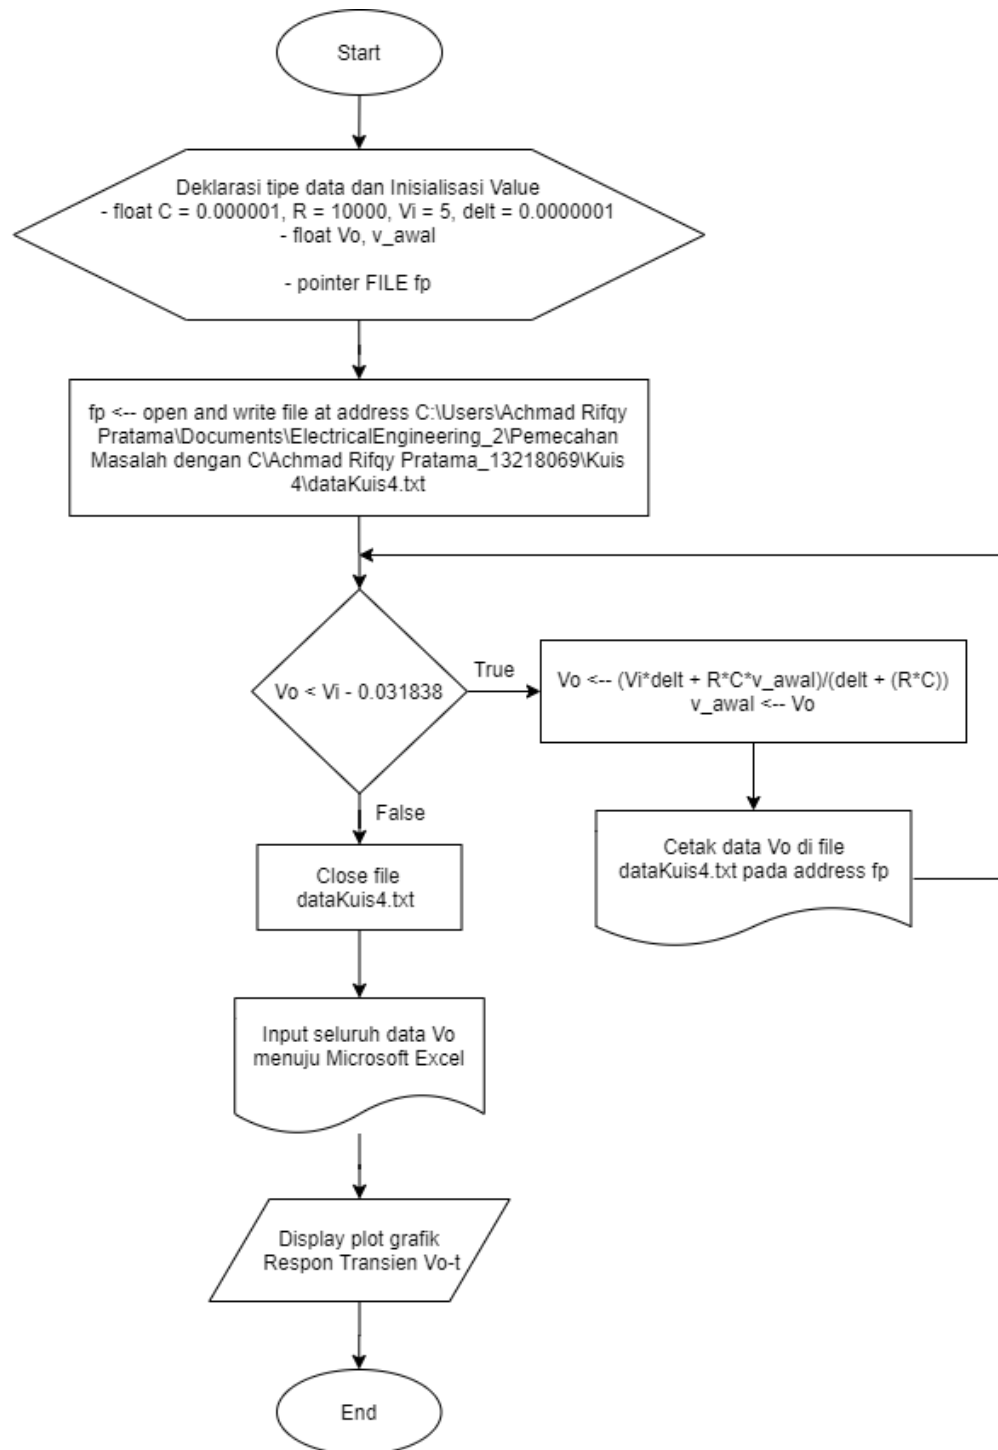 Start
Deklarasi tipe data dan Inisialisasi Value
- float C = 0.000001, R = 10000, Vi = 5, delt = 0.0000001
- float Vo, v_awal
- pointer FILE fp
fp <-- open and write file at address C:\Users\Achmad Rifqy
Pratama\Documents\ElectricalEngineering_2\Pemecahan
Masalah dengan C\Achmad Rifqy Pratama_13218069\Kuis
4\dataKuis4.txt
Vo < Vi - 0.031838
True
Vo <-- (Vi*delt + R*C*v_awal)/(delt + (R*C))
v_awal <-- Vo
Cetak data Vo di file
dataKuis4.txt pada address fp
False
Close file
dataKuis4.txt
Input seluruh data Vo
menuju Microsoft Excel
Display plot grafik
Respon Transien Vo-t
End